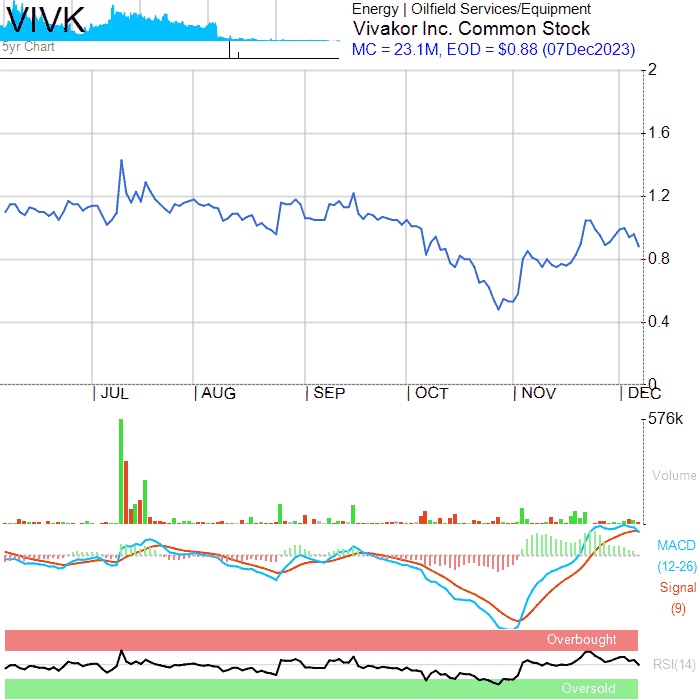 VIVK
5yr Chart
Energy | Oilfield Services/Equipment
Vivakor Inc. Common Stock
MC = 23.1M, EOD = $0.88 (07Dec2023)
2
1.6
1.2
0.8
0.4
0
JUL
AUG
SEP
OCT
NOV
DEC
576k
Volume
MACD
(12-26)
Signal
(9)
Overbought
RSI(14)
Oversold